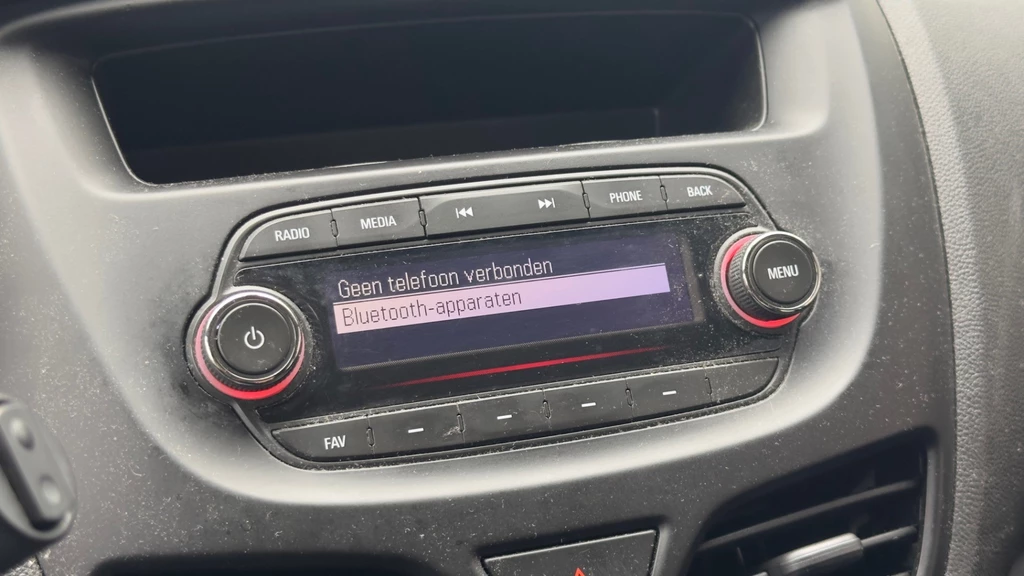 RADIO
MEDIA
PHONE
BACK
Geen telefoon verbonden
Bluetooth-apparaten
MENU
FAV